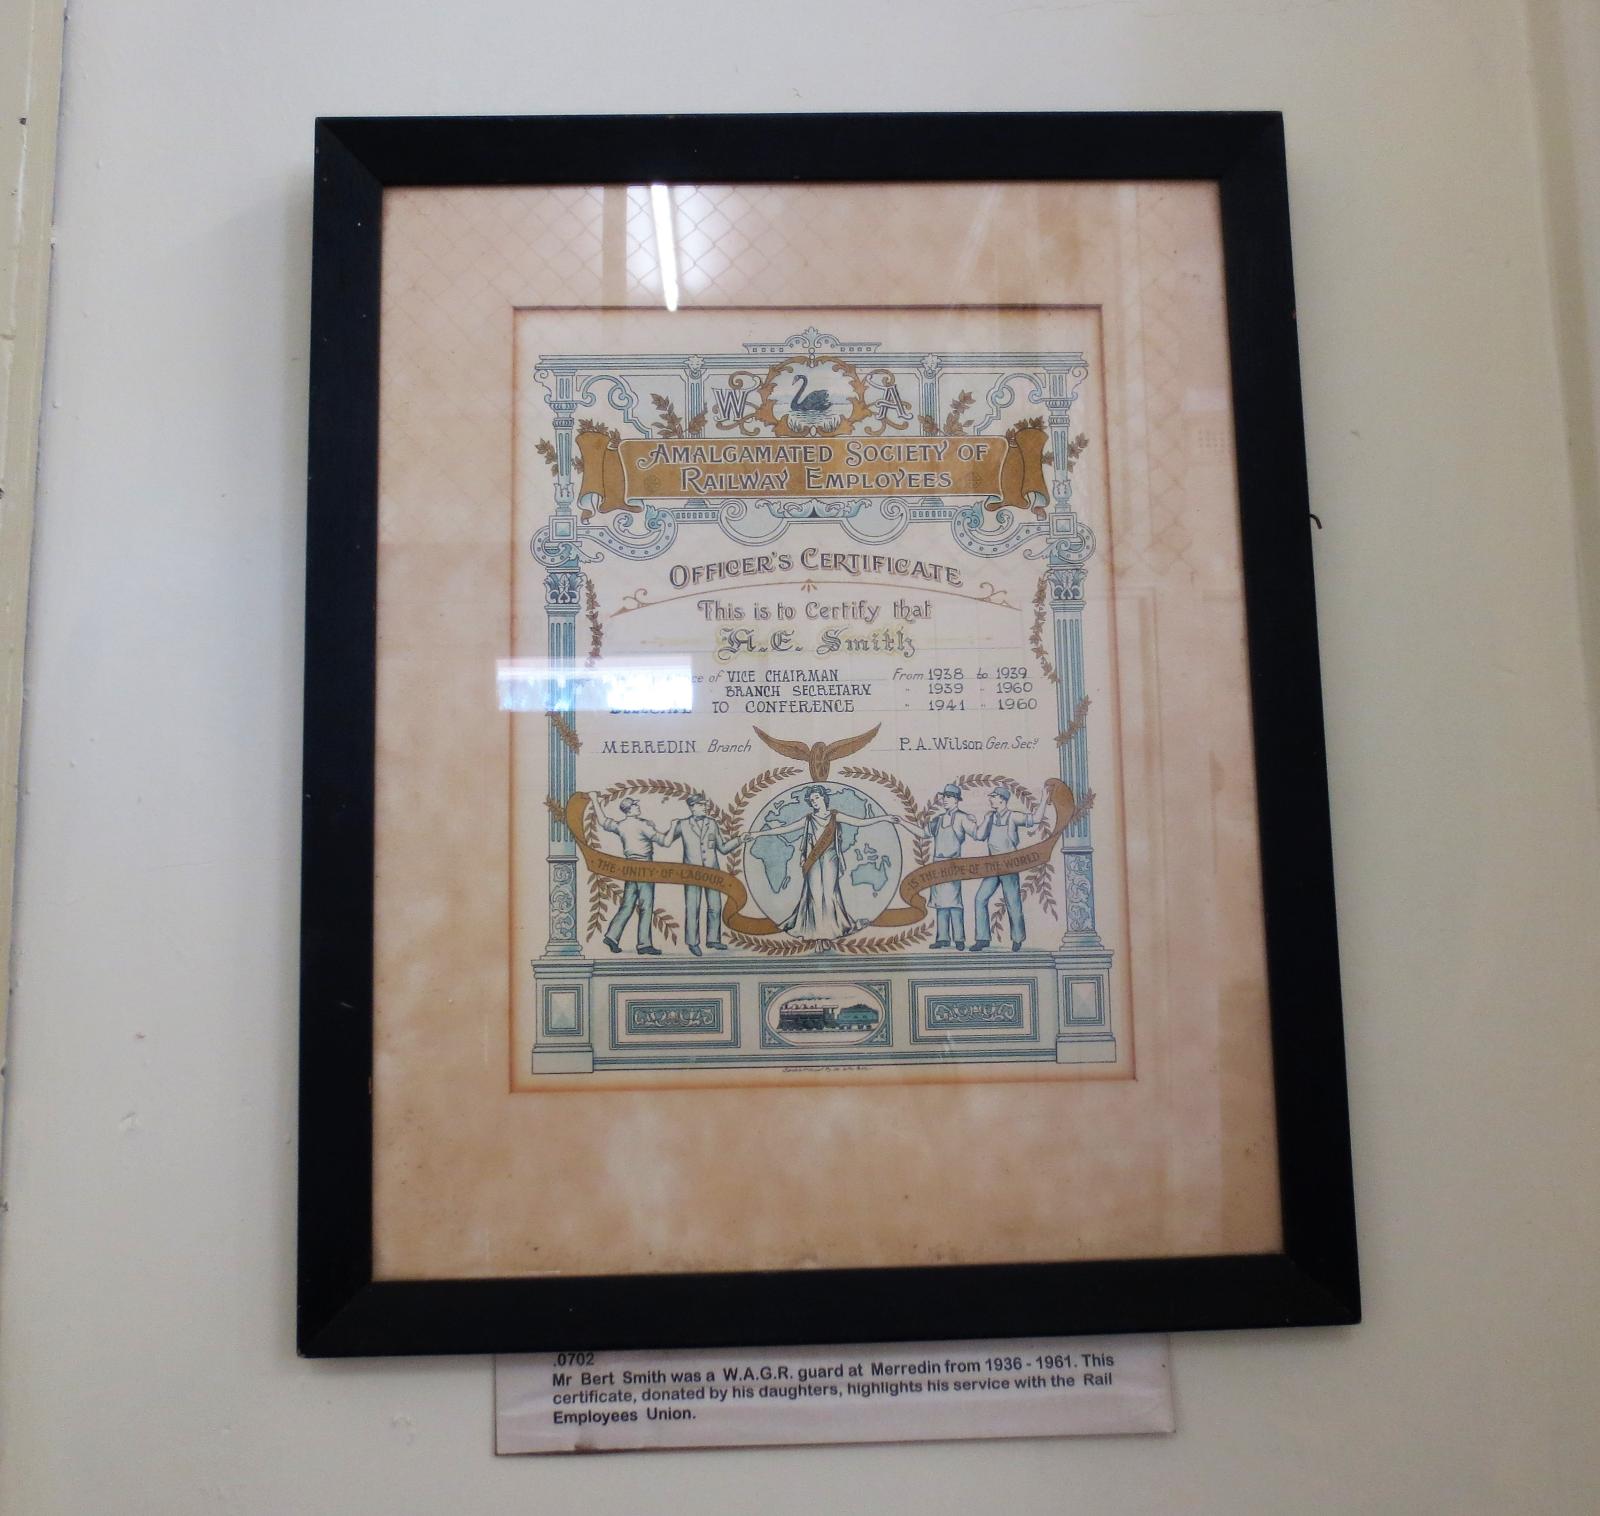 W A
AMALGAMATED SOCIETY OF
RAILWAY EMPLOYEES
OFFICER'S CERTIFICATE
This is to Certify that
H.E. Smith
of VICE CHAIRMAN From 1938 to 1939
BRANCH SECRETARY " 1939 " 1960
TO CONFERENCE " 1941 " 1960
MERREDIN Branch P.A. Wilson Gen. Secy
THE·UNITY·OF·LABOUR IS THE HOPE OF THE WORLD
.0702
Mr Bert Smith was a W.A.G.R. guard at Merredin from 1936 - 1961. This
certificate, donated by his daughters, highlights his service with the Rail
Employees Union.